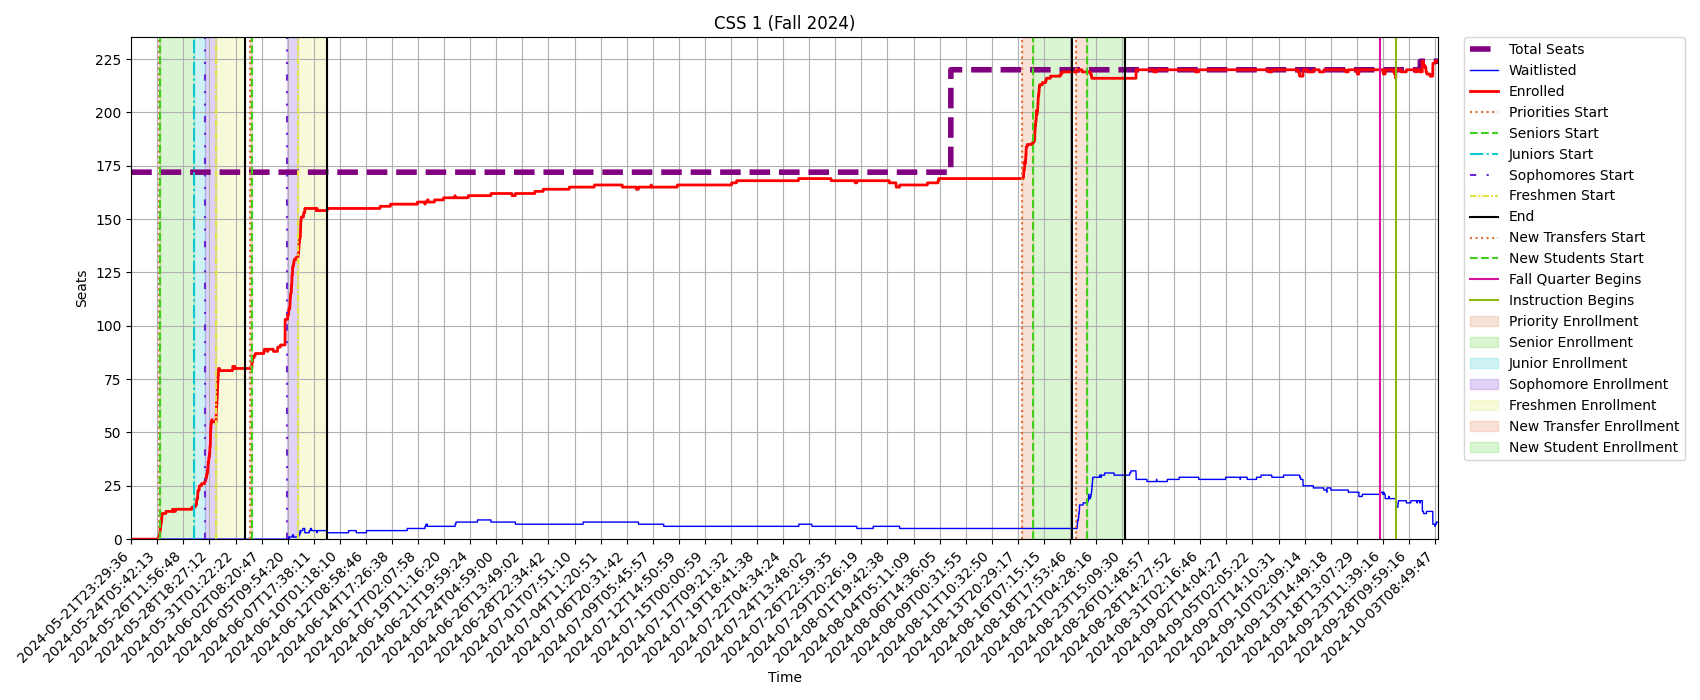 CSS 1 (Fall 2024)
Seats
225
200
175
150
125
100
75
50
25
0
2024-05-21T23:29:36
2024-05-24T05:42:13
2024-05-26T11:56:48
2024-05-28T18:27:12
2024-05-31T01:22:22
2024-06-02T08:20:47
2024-06-05T09:54:20
2024-06-07T17:38:11
2024-06-10T01:18:10
2024-06-12T08:58:46
2024-06-14T17:26:38
2024-06-17T02:07:58
2024-06-19T11:16:20
2024-06-21T19:59:24
2024-06-24T04:59:00
2024-06-26T13:49:02
2024-06-28T22:34:42
2024-07-01T07:51:10
2024-07-04T11:20:51
2024-07-06T20:31:42
2024-07-09T05:45:57
2024-07-12T14:50:59
2024-07-15T00:00:59
2024-07-17T09:21:32
2024-07-19T18:41:38
2024-07-22T04:34:24
2024-07-24T13:48:02
2024-07-26T22:59:35
2024-07-29T20:26:19
2024-08-01T19:42:38
2024-08-04T05:11:09
2024-08-06T14:36:05
2024-08-09T00:31:55
2024-08-11T10:32:50
2024-08-13T20:29:17
2024-08-16T07:15:15
2024-08-18T17:53:46
2024-08-21T04:28:16
2024-08-23T15:09:30
2024-08-26T01:48:57
2024-08-28T14:27:52
2024-08-31T02:16:46
2024-09-02T14:04:27
2024-09-05T02:05:22
2024-09-07T14:10:31
2024-09-10T02:09:14
2024-09-13T14:49:18
2024-09-18T13:07:29
2024-09-23T11:39:16
2024-09-28T09:59:16
2024-10-03T08:49:47
Time
Total Seats
Waitlisted
Enrolled
Priorities Start
Seniors Start
Juniors Start
Sophomores Start
Freshmen Start
End
New Transfers Start
New Students Start
Fall Quarter Begins
Instruction Begins
Priority Enrollment
Senior Enrollment
Junior Enrollment
Sophomore Enrollment
Freshmen Enrollment
New Transfer Enrollment
New Student Enrollment